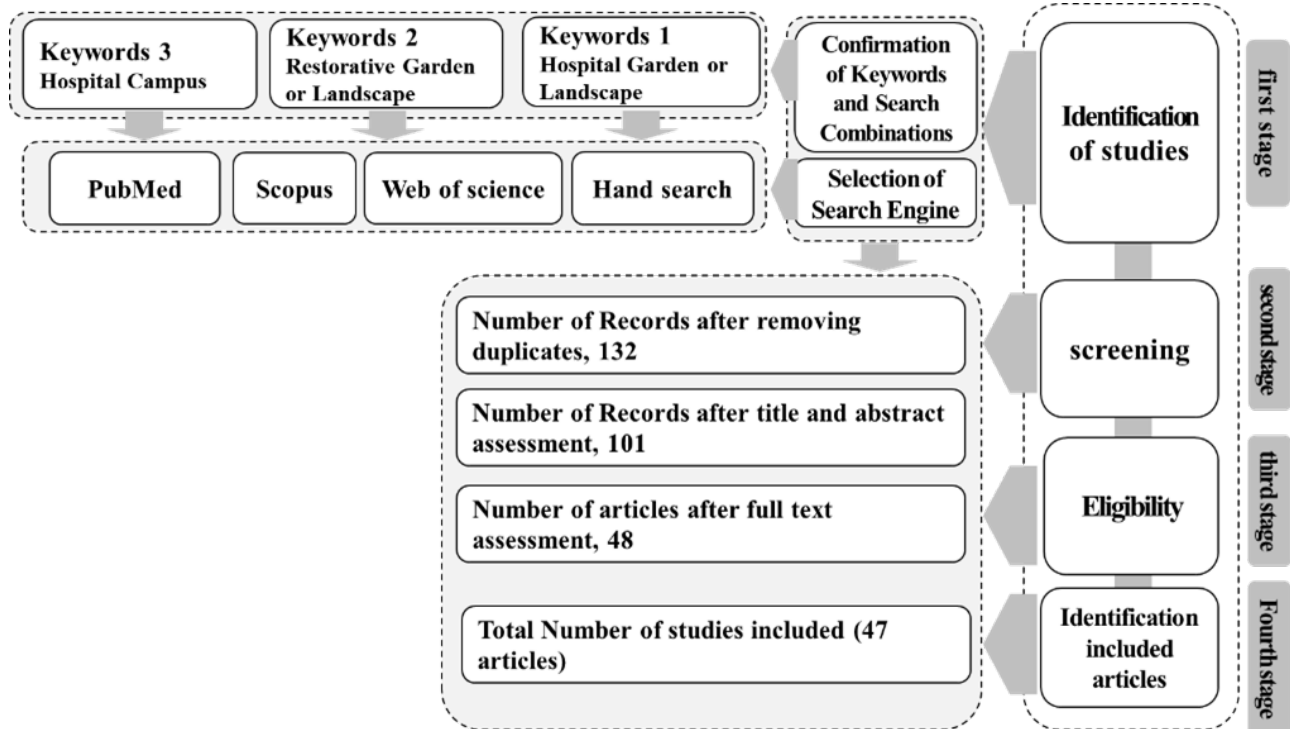 Keywords 3
Hospital Campus
Keywords 2
Restorative Garden
or Landscape
Keywords 1
Hospital Garden or
Landscape
Confirmation
of Keywords
and Search
Combinations
Identification
of studies
first stage
PubMed
Scopus
Web of science
Hand search
Selection of
Search Engine
Number of Records after removing
duplicates, 132
screening
second stage
Number of Records after title and abstract
assessment, 101
Number of articles after full text
assessment, 48
Eligibility
third stage
Total Number of studies included (47
articles)
Identification
included
articles
Fourth stage